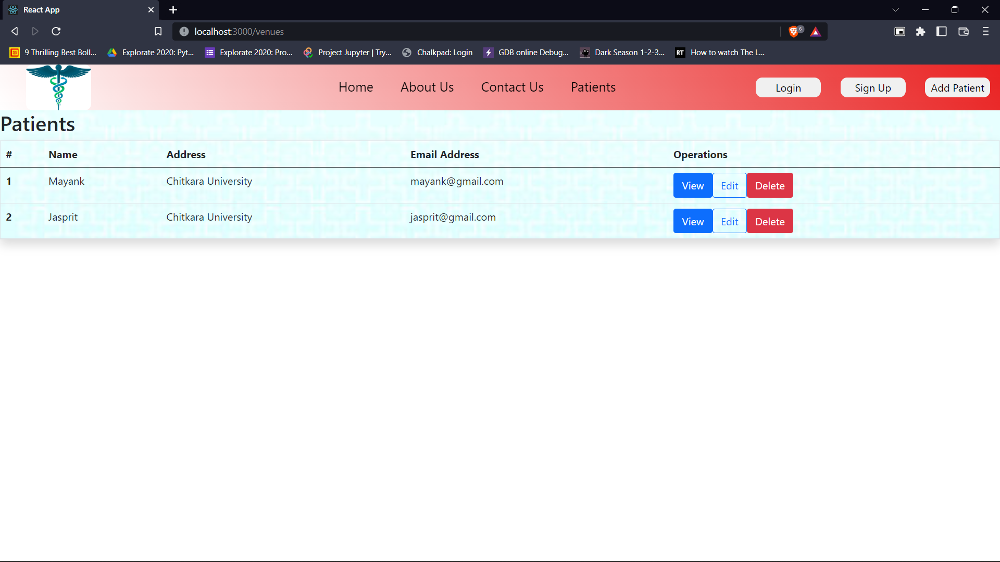 React App
localhost:3000/venues
6
9 Thrilling Best Boll... Explorate 2020: Pyt... Explorate 2020: Pro... Project Jupyter | Try... Chalkpad: Login GDB online Debug... Dark Season 1-2-3... RT How to watch The L...
Home About Us Contact Us Patients Login Sign Up Add Patient
Patients
# Name Address Email Address Operations
1 Mayank Chitkara University mayank@gmail.com View Edit Delete
2 Jasprit Chitkara University jasprit@gmail.com View Edit Delete